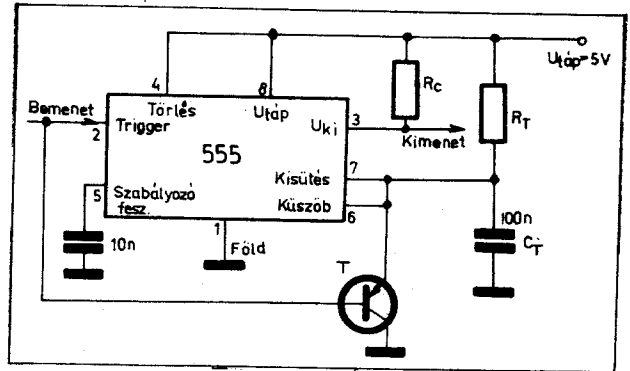 Utáp=5V
4
8
Rc
RT
Bemenet
Törlés
Utáp
Uki
3
2
Trigger
Kimenet
555
Kisütés
7
5
Szabályozó
fesz.
Küszöb
6
1
Föld
10n
100n
CT
T